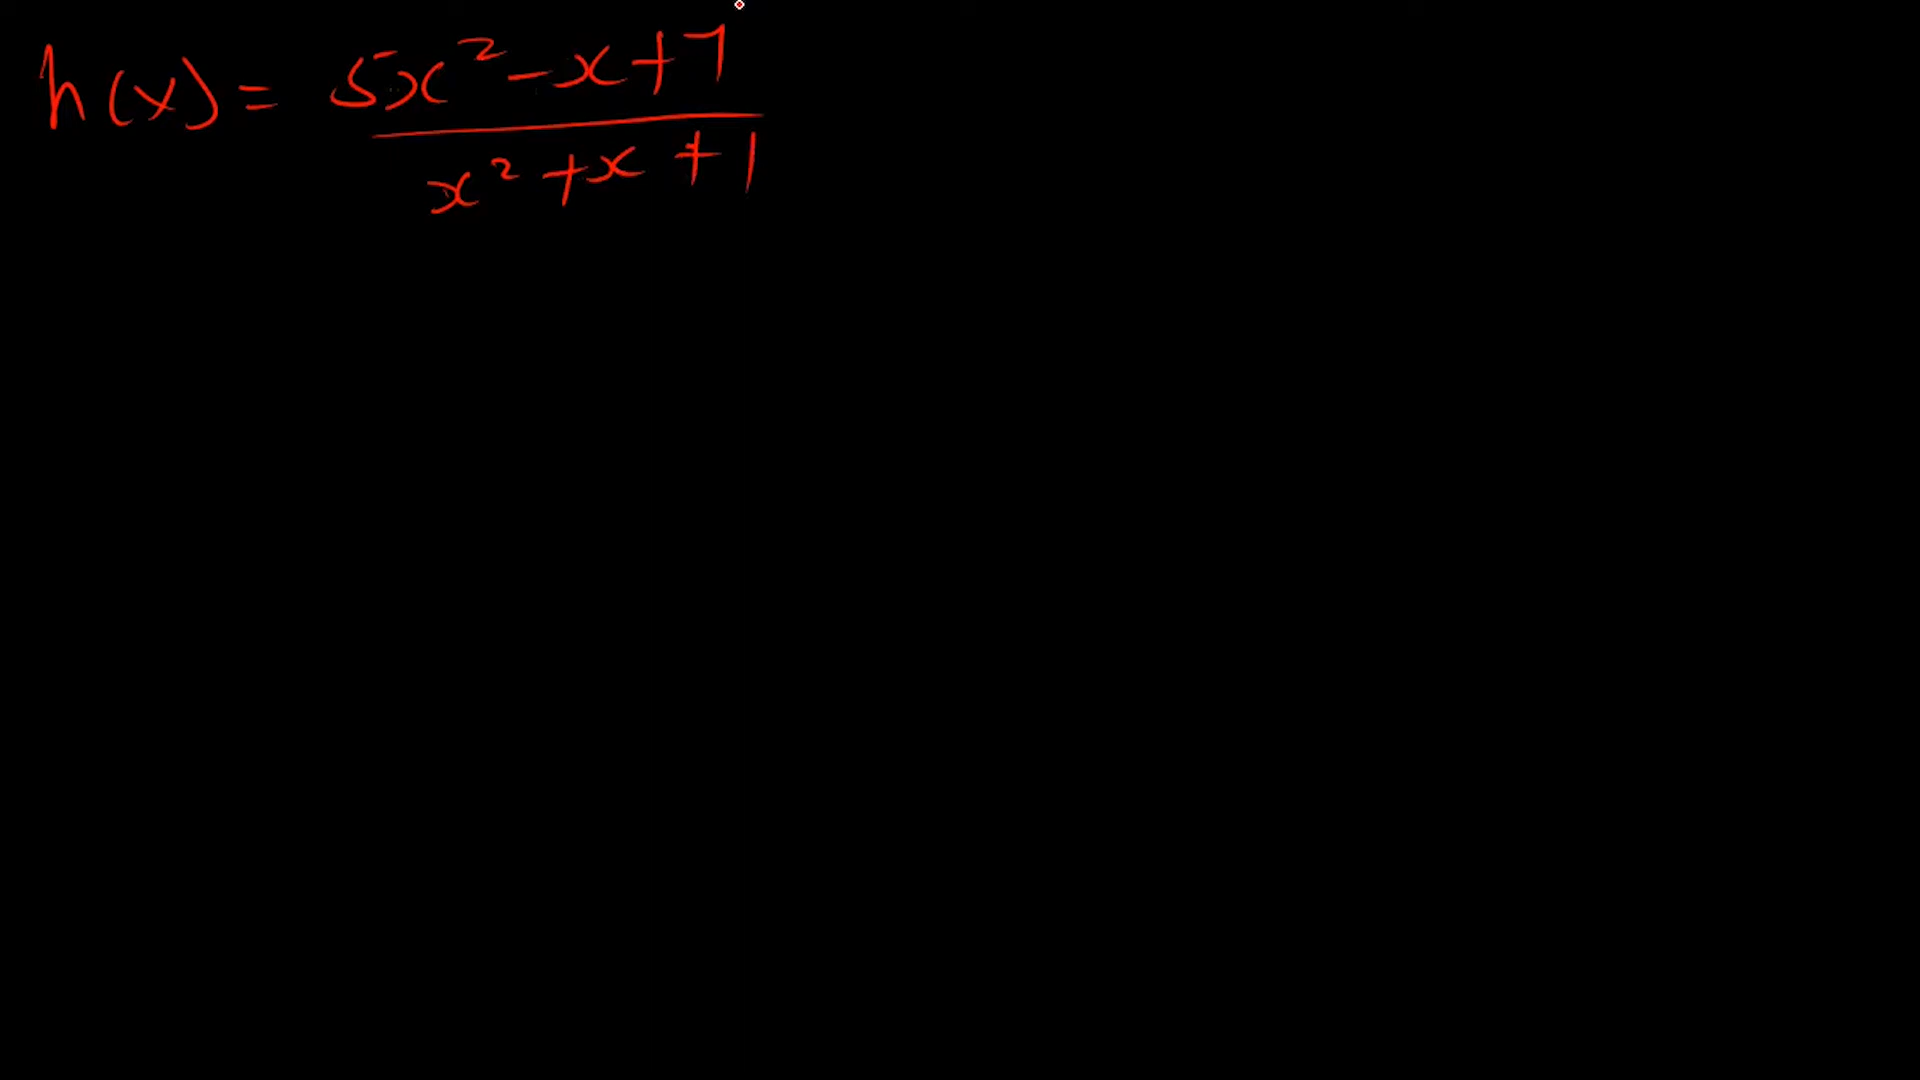 h(x) = 5x² - x + 7
x² + x + 1